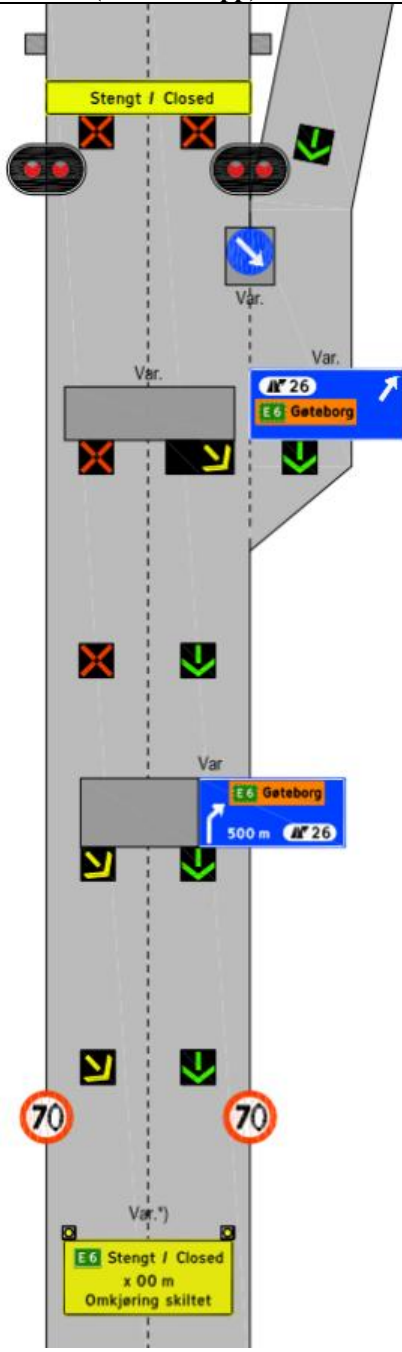 Stengt / Closed
Var.
Var.
Var.
26
E6 Gøteborg
Var
E6 Gøteborg
500 m 26
70 70
Var.*)
E6 Stengt / Closed
x 00 m
Omkjøring skiltet